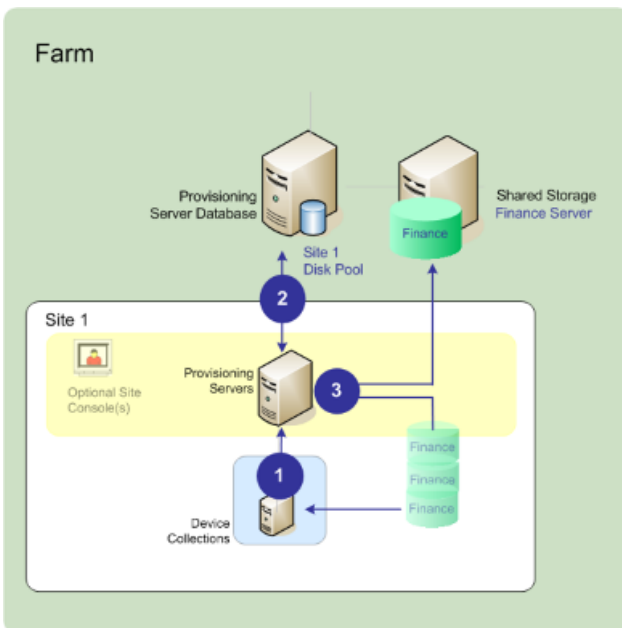 Farm
Provisioning
Server Database
Shared Storage
Finance Server
Finance
Site 1
Disk Pool
2
Site 1
Optional Site
Console(s)
Provisioning
Servers
3
Finance
Finance
Finance
1
Device
Collections